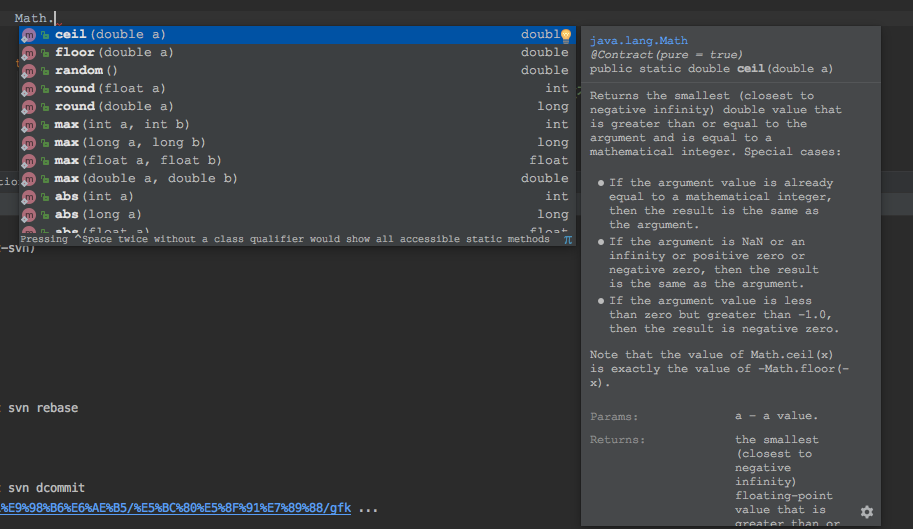 Math.
ceil(double a) double
floor(double a) double
random() double
round(float a) int
round(double a) long
max(int a, int b) int
max(long a, long b) long
max(float a, float b) float
max(double a, double b) double
abs(int a) int
abs(long a) long
abs(float a) float
Pressing ^Space twice without a class qualifier would show all accessible static methods π
-svn)
svn rebase
svn dcommit
%E9%98%B6%E6%AE%B5/%E5%BC%80%E5%8F%91%E7%89%88/gfk ...
java.lang.Math
@Contract(pure = true)
public static double ceil(double a)
Returns the smallest (closest to
negative infinity) double value that
is greater than or equal to the
argument and is equal to a
mathematical integer. Special cases:
● If the argument value is already
equal to a mathematical integer,
then the result is the same as
the argument.
● If the argument is NaN or an
infinity or positive zero or
negative zero, then the result
is the same as the argument.
● If the argument value is less
than zero but greater than -1.0,
then the result is negative zero.
Note that the value of Math.ceil(x)
is exactly the value of -Math.floor(-
x).
Params: a – a value.
Returns: the smallest
(closest to
negative
infinity)
floating-point
value that is
greater than or